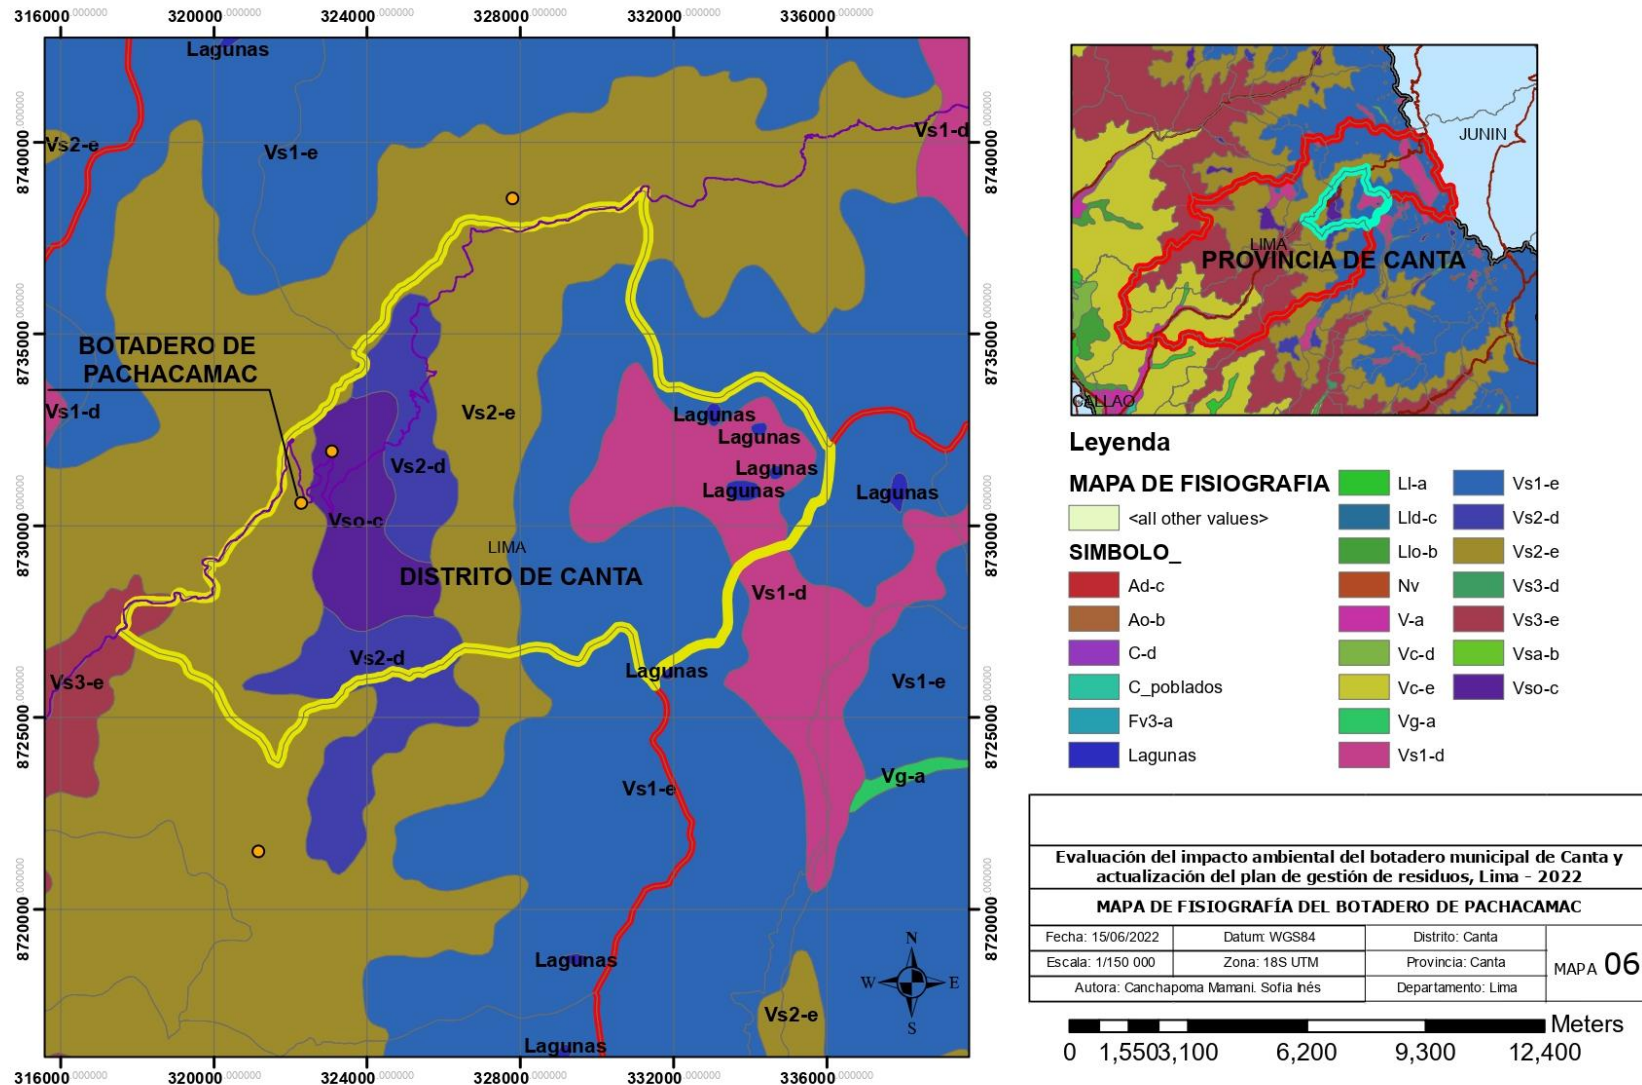 316000.000000 320000.000000 324000.000000 328000.000000 332000.000000 336000.000000
8740000.000000
8735000.000000
8730000.000000
8725000.000000
8720000.000000
Lagunas
Vs1-d
Vs2-e
Vs1-e
BOTADERO DE
PACHACAMAC
Vs1-d
Vs2-e
Lagunas
Lagunas
Vs2-d
Lagunas
Lagunas
Lagunas
Vso-c
LIMA
DISTRITO DE CANTA
Vs1-d
Vs2-d
Lagunas
Vs3-e
Vs1-e
Vg-a
Vs1-e
Lagunas
Vs2-e
Lagunas
N
W
E
S
8740000.000000
8735000.000000
8730000.000000
8725000.000000
8720000.000000
316000.000000 320000.000000 324000.000000 328000.000000 332000.000000 336000.000000
JUNIN
LIMA
PROVINCIA DE CANTA
CALLAO
Leyenda
MAPA DE FISIOGRAFIA
<all other values>
SIMBOLO_
Ad-c
Ao-b
C-d
C_poblados
Fv3-a
Lagunas
Ll-a
Lld-c
Llo-b
Nv
V-a
Vc-d
Vc-e
Vg-a
Vs1-d
Vs1-e
Vs2-d
Vs2-e
Vs3-d
Vs3-e
Vsa-b
Vso-c
Evaluación del impacto ambiental del botadero municipal de Canta y
actualización del plan de gestión de residuos, Lima - 2022
MAPA DE FISIOGRAFÍA DEL BOTADERO DE PACHACAMAC
Fecha: 15/06/2022 Datum: WGS84 Distrito: Canta
Escala: 1/150 000 Zona: 18S UTM Provincia: Canta
MAPA 06
Autora: Canchapoma Mamani. Sofia Inés Departamento: Lima
Meters
0 1,550 3,100 6,200 9,300 12,400